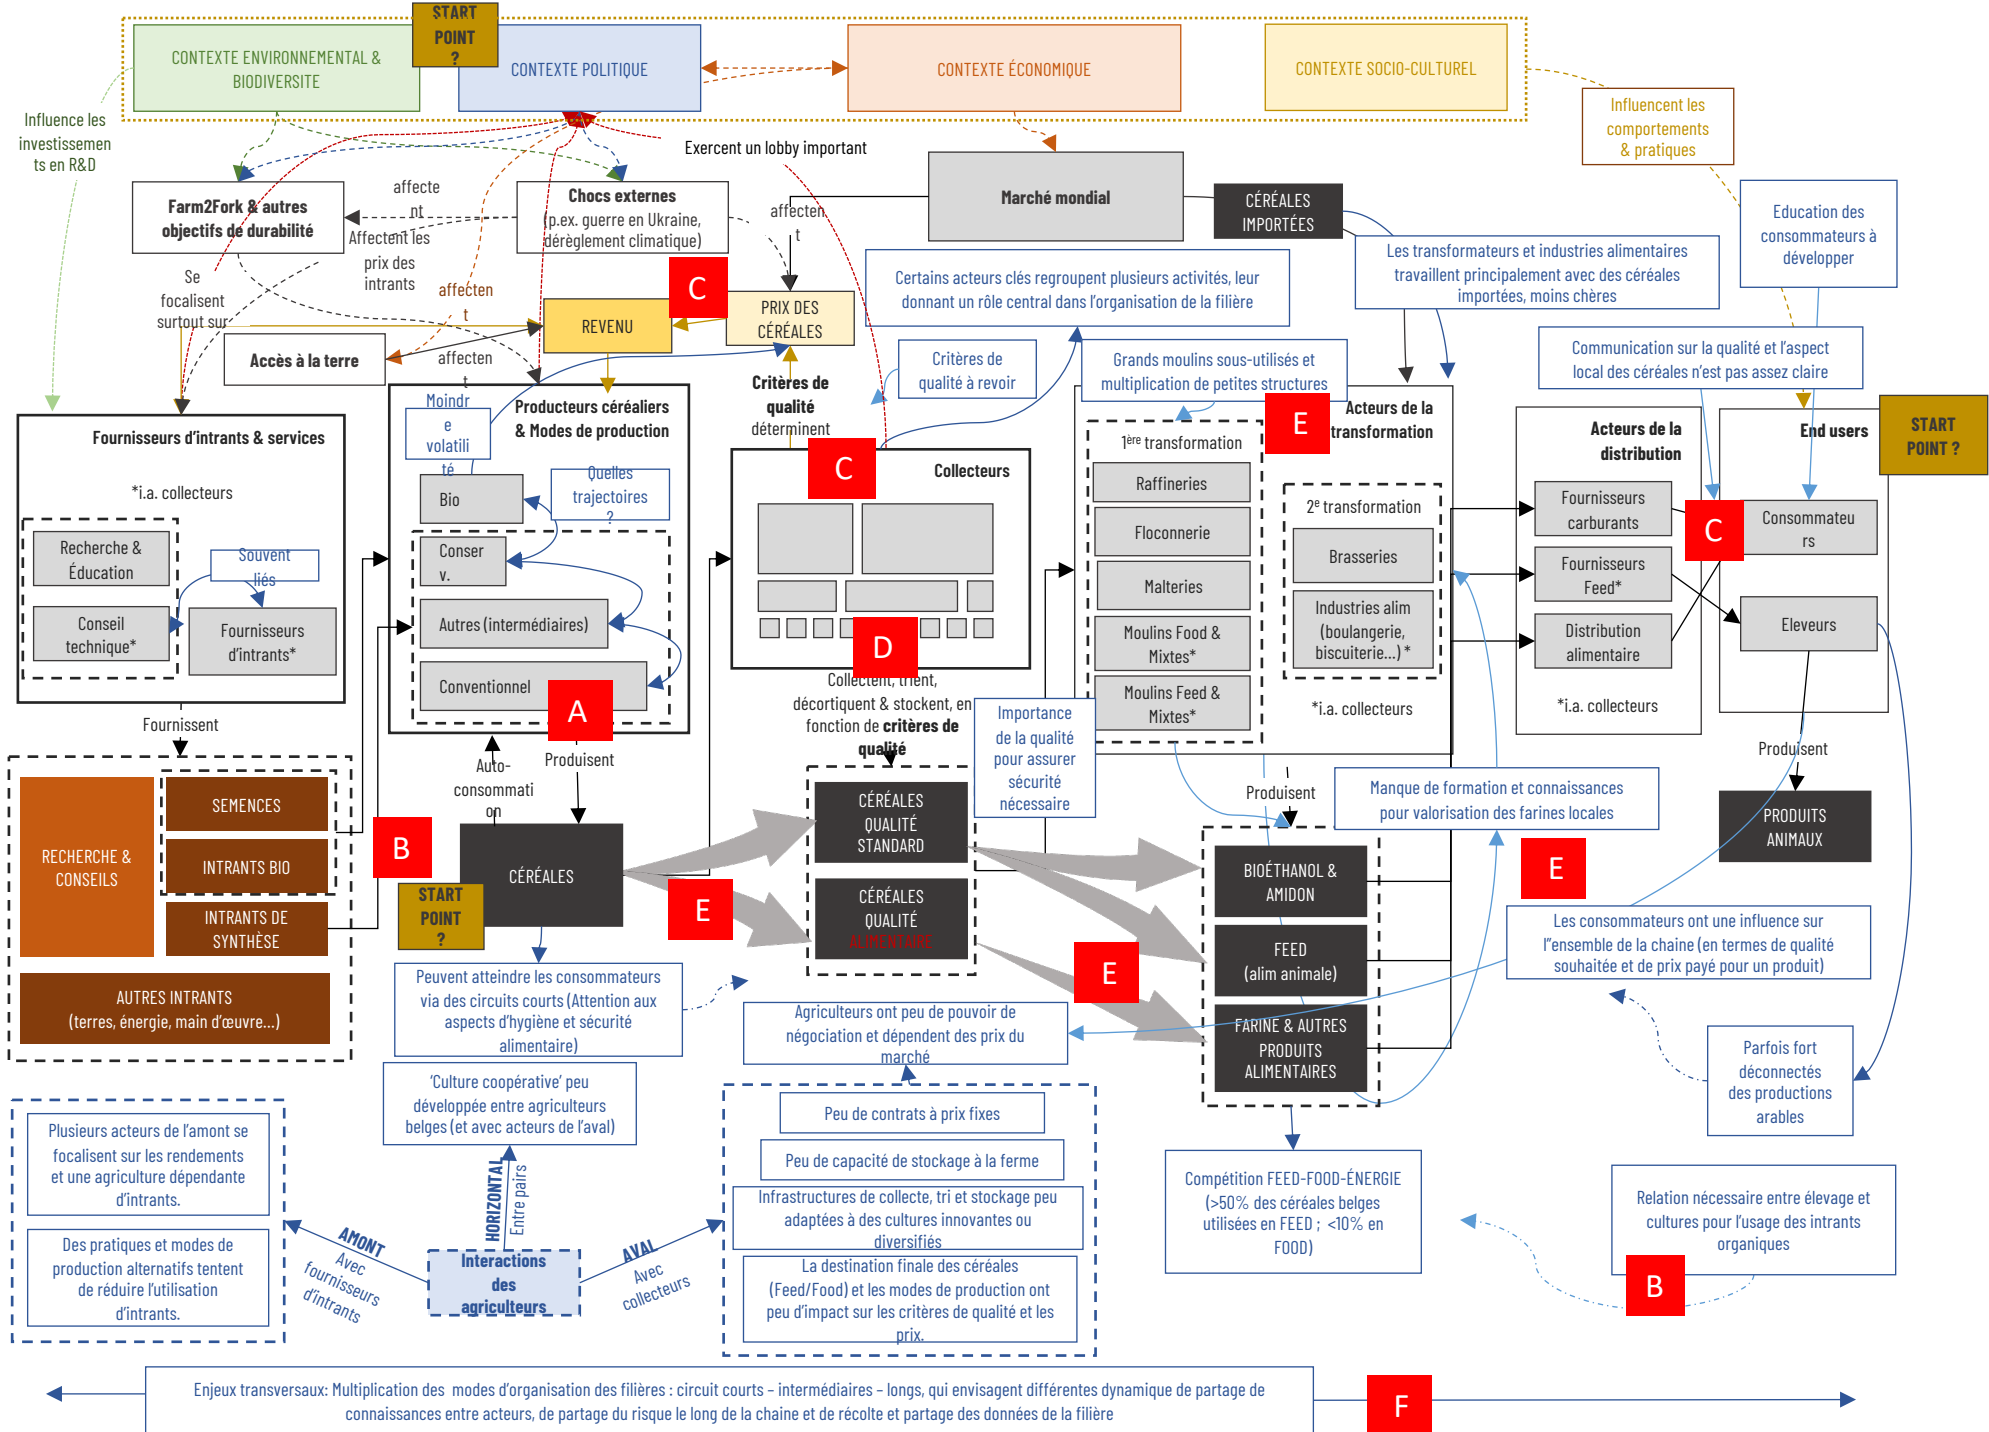 START
POINT
?
CONTEXTE ENVIRONNEMENTAL &
BIODIVERSITE
CONTEXTE POLITIQUE
CONTEXTE ÉCONOMIQUE
CONTEXTE SOCIO-CULTUREL
Influence les
investissemen
ts en R&D
Influencent les
comportements
& pratiques
Exercent un lobby important
Farm2Fork & autres
objectifs de durabilité
affecte
nt
Chocs externes
(p.ex. guerre en Ukraine,
dérèglement climatique)
affecten
t
Marché mondial
CÉRÉALES
IMPORTÉES
Education des
consommateurs à
développer
Affectent les
prix des
intrants
Se
focalisent
surtout sur
affecten
t
C
Certains acteurs clés regroupent plusieurs activités, leur
donnant un rôle central dans l'organisation de la filière
Les transformateurs et industries alimentaires
travaillent principalement avec des céréales
importées, moins chères
REVENU
PRIX DES
CÉRÉALES
Accès à la terre
affecten
t
Critères de
qualité
déterminent
Critères de
qualité à revoir
Grands moulins sous-utilisés et
multiplication de petites structures
Communication sur la qualité et l'aspect
local des céréales n'est pas assez claire
Fournisseurs d'intrants & services
*i.a. collecteurs
Recherche &
Éducation
Souvent
liés
Conseil
technique*
Fournisseurs
d'intrants*
Moindr
e
volatili
té
Producteurs céréaliers
& Modes de production
Bio
Quelles
trajectoires
?
Conser
v.
Autres (intermédiaires)
Conventionnel
A
C
Collecteurs
D
Collectent, trient,
décortiquent & stockent, en
fonction de critères de
qualité
E
Acteurs de la
transformation
1ère transformation
Raffineries
Floconnerie
Malteries
Moulins Food &
Mixtes*
Moulins Feed &
Mixtes*
2e transformation
Brasseries
Industries alim
(boulangerie,
biscuiterie...) *
*i.a. collecteurs
Acteurs de la
distribution
Fournisseurs
carburants
Fournisseurs
Feed*
Distribution
alimentaire
*i.a. collecteurs
End users
START
POINT ?
C
Consommateu
rs
Eleveurs
Fournissent
RECHERCHE &
CONSEILS
SEMENCES
INTRANTS BIO
INTRANTS DE
SYNTHÈSE
AUTRES INTRANTS
(terres, énergie, main d'œuvre...)
B
Auto-
consommati
on
Produisent
CÉRÉALES
START
POINT
?
E
CÉRÉALES
QUALITÉ
STANDARD
CÉRÉALES
QUALITÉ
ALIMENTAIRE
Importance
de la qualité
pour assurer
sécurité
nécessaire
Produisent
BIOÉTHANOL &
AMIDON
FEED
(alim animale)
FARINE & AUTRES
PRODUITS
ALIMENTAIRES
E
Manque de formation et connaissances
pour valorisation des farines locales
E
Produisent
PRODUITS
ANIMAUX
Les consommateurs ont une influence sur
l"ensemble de la chaine (en termes de qualité
souhaitée et de prix payé pour un produit)
Parfois fort
déconnectés
des productions
arables
Peuvent atteindre les consommateurs
via des circuits courts (Attention aux
aspects d'hygiène et sécurité
alimentaire)
Agriculteurs ont peu de pouvoir de
négociation et dépendent des prix du
marché
'Culture coopérative' peu
développée entre agriculteurs
belges (et avec acteurs de l'aval)
Peu de contrats à prix fixes
Peu de capacité de stockage à la ferme
Infrastructures de collecte, tri et stockage peu
adaptées à des cultures innovantes ou
diversifiés
La destination finale des céréales
(Feed/Food) et les modes de production ont
peu d'impact sur les critères de qualité et les
prix.
Plusieurs acteurs de l'amont se
focalisent sur les rendements
et une agriculture dépendante
d'intrants.
Des pratiques et modes de
production alternatifs tentent
de réduire l'utilisation
d'intrants.
AMONT
Avec
fournisseurs
d'intrants
HORIZONTAL
Entre pairs
AVAL
Avec
collecteurs
Interactions
des
agriculteurs
Compétition FEED-FOOD-ÉNERGIE
(>50% des céréales belges
utilisées en FEED ; <10% en
FOOD)
Relation nécessaire entre élevage et
cultures pour l'usage des intrants
organiques
B
Enjeux transversaux: Multiplication des modes d'organisation des filières : circuit courts – intermédiaires – longs, qui envisagent différentes dynamique de partage de
connaissances entre acteurs, de partage du risque le long de la chaine et de récolte et partage des données de la filière
F